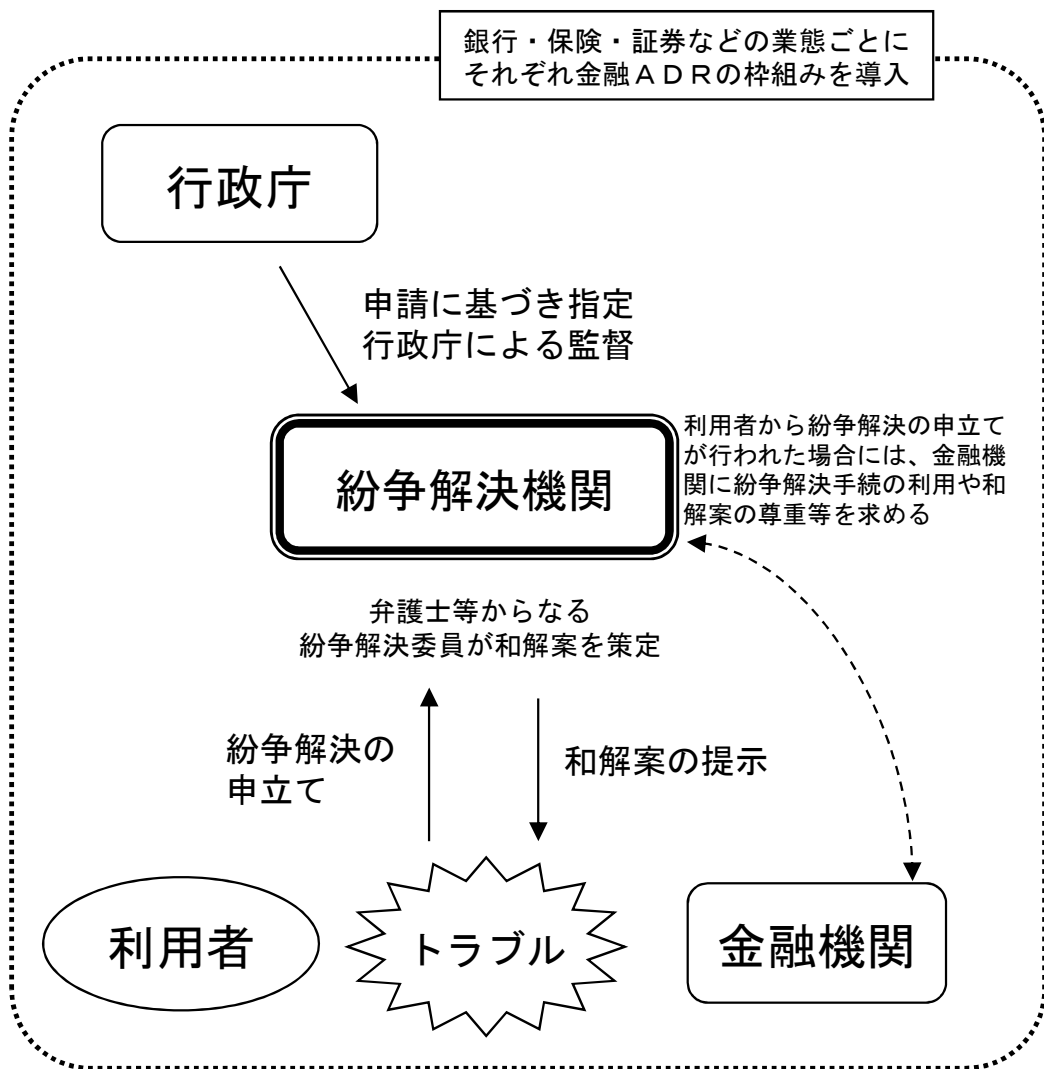 銀行・保険・証券などの業態ごとに
それぞれ金融ＡＤＲの枠組みを導入
行政庁
申請に基づき指定
行政庁による監督
紛争解決機関
利用者から紛争解決の申立て
が行われた場合には、金融機
関に紛争解決手続の利用や和
解案の尊重等を求める
弁護士等からなる
紛争解決委員が和解案を策定
紛争解決の
申立て
和解案の提示
利用者
トラブル
金融機関